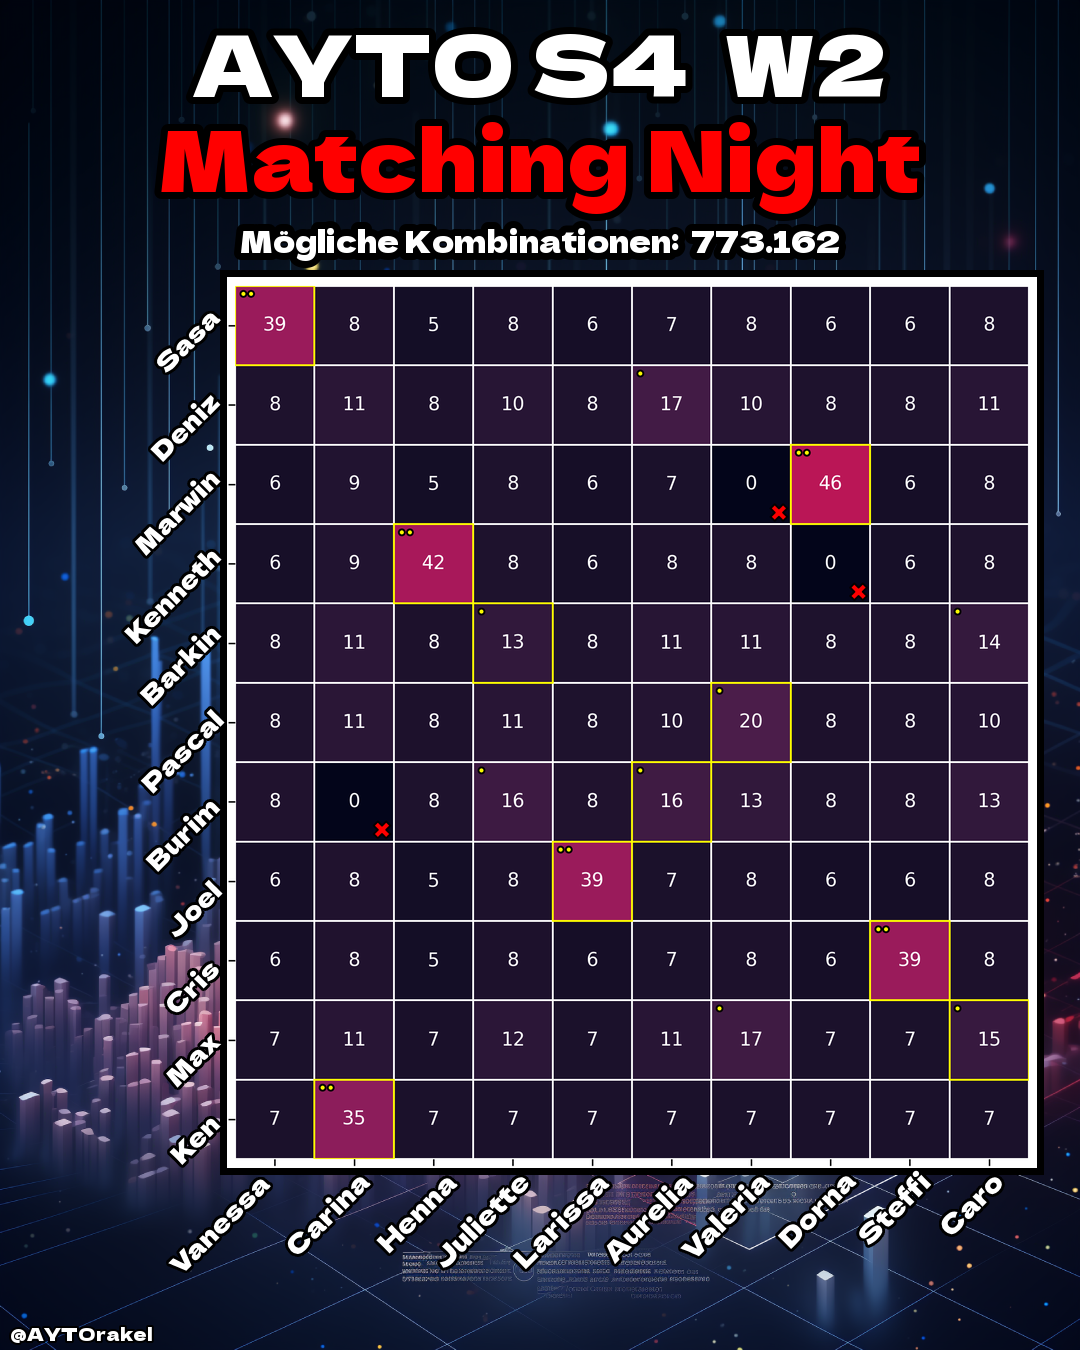 AYTO S4 W2
Matching Night
Mögliche Kombinationen: 773.162
Sasa 39 8 5 8 6 7 8 6 6 8
Deniz 8 11 8 10 8 17 10 8 8 11
Marwin 6 9 5 8 6 7 0 46 6 8
Kenneth 6 9 42 8 6 8 8 0 6 8
Barkin 8 11 8 13 8 11 11 8 8 14
Pascal 8 11 8 11 8 10 20 8 8 10
Burim 8 0 8 16 8 16 13 8 8 13
Joel 6 8 5 8 39 7 8 6 6 8
Cris 6 8 5 8 6 7 8 6 39 8
Max 7 11 7 12 7 11 17 7 7 15
Ken 7 35 7 7 7 7 7 7 7 7
Vanessa Carina Henna Juliette Larissa Aurelia Valeria Dorna Steffi Caro
@AYTOrakel